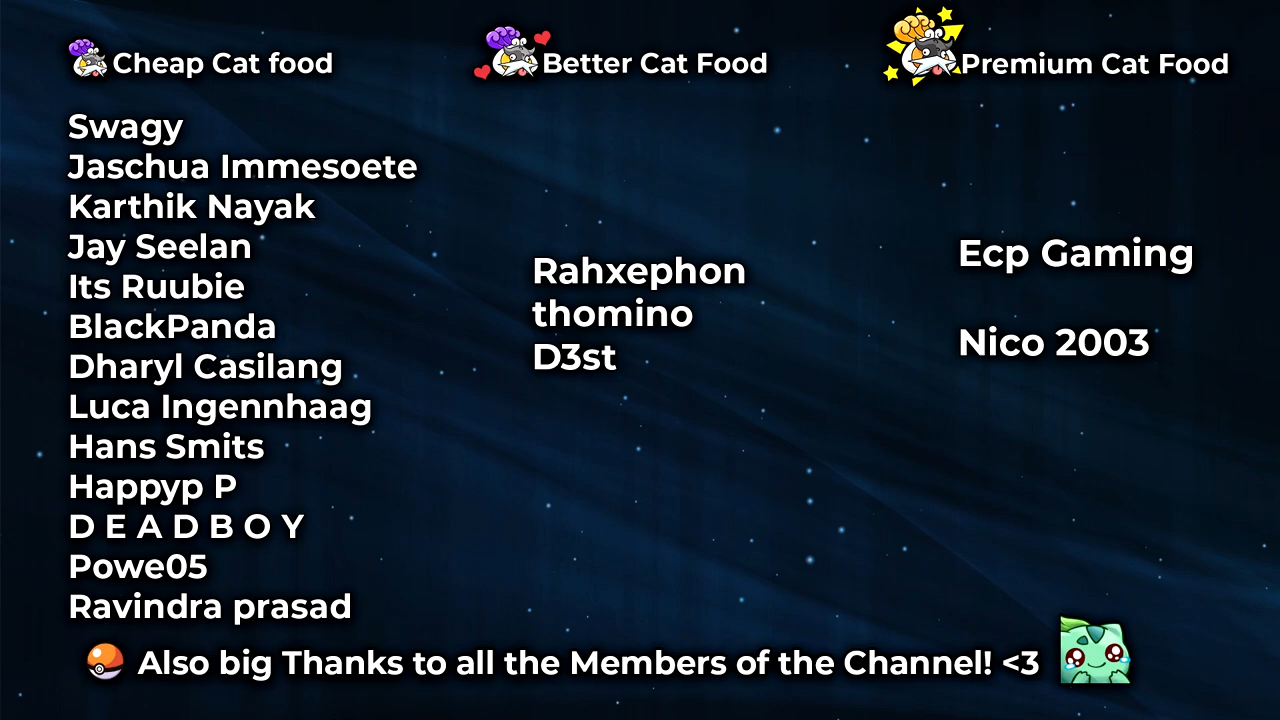 Cheap Cat food
Swagy
Jaschua Immesoete
Karthik Nayak
Jay Seelan
Its Ruubie
BlackPanda
Dharyl Casilang
Luca Ingennhaag
Hans Smits
Happyp P
D E A D B O Y
Powe05
Ravindra prasad
Better Cat Food
Rahxephon
thomino
D3st
Premium Cat Food
Ecp Gaming
Nico 2003
Also big Thanks to all the Members of the Channel! <3